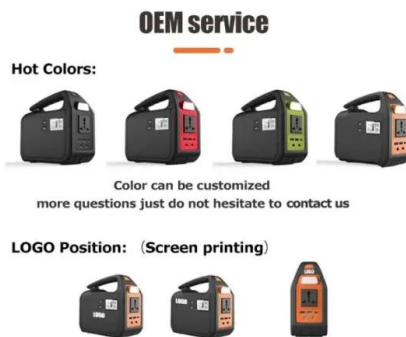 OEM service
Hot Colors:
Color can be customized
more questions just do not hesitate to contact us
LOGO Position: (Screen printing)
LOGO
LOGO
LOGO